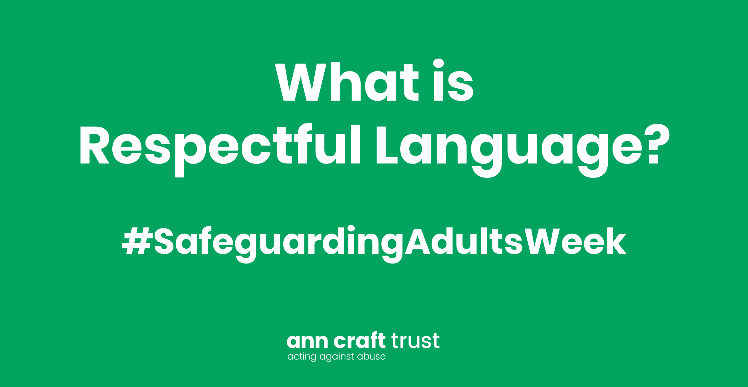 What is
Respectful Language?
#SafeguardingAdultsWeek
ann craft trust
acting against abuse